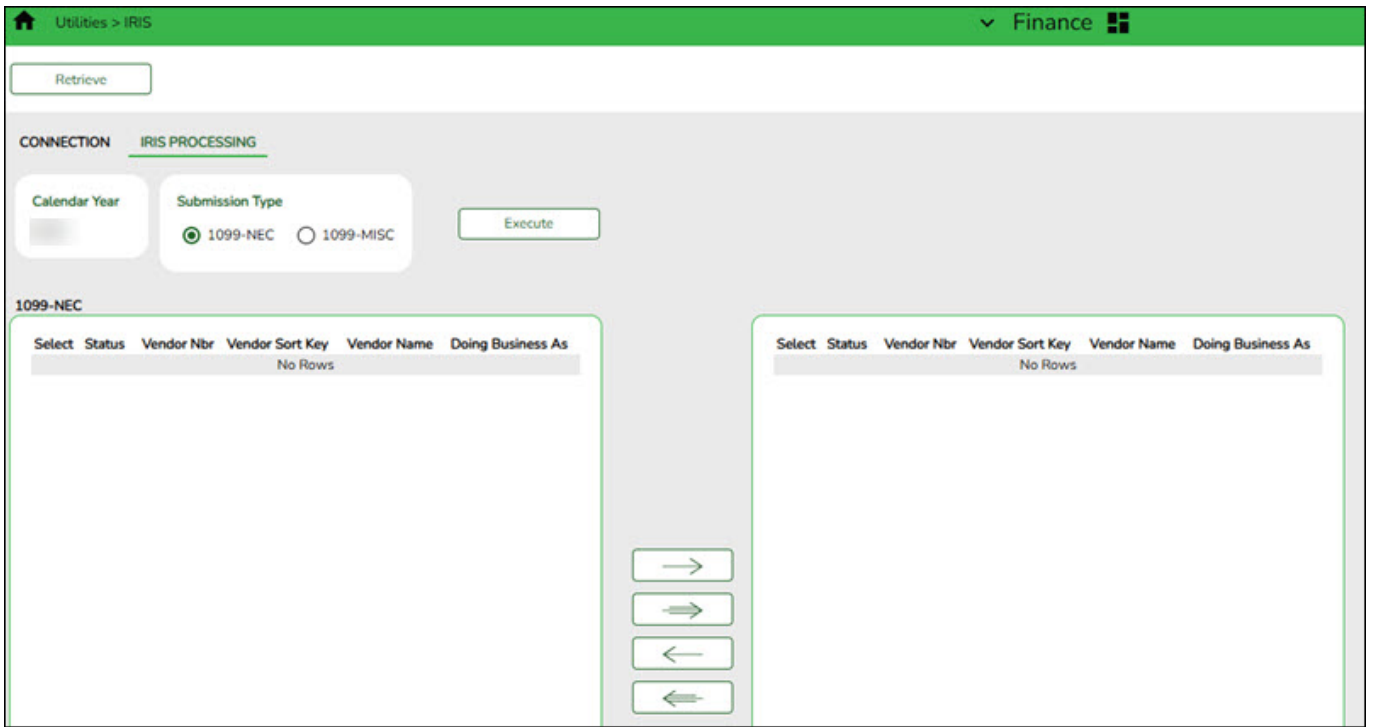 Utilities > IRIS
Finance
Retrieve
CONNECTION IRIS PROCESSING
Calendar Year Submission Type
1099-NEC 1099-MISC Execute
1099-NEC
Select Status Vendor Nbr Vendor Sort Key Vendor Name Doing Business As
No Rows
Select Status Vendor Nbr Vendor Sort Key Vendor Name Doing Business As
No Rows